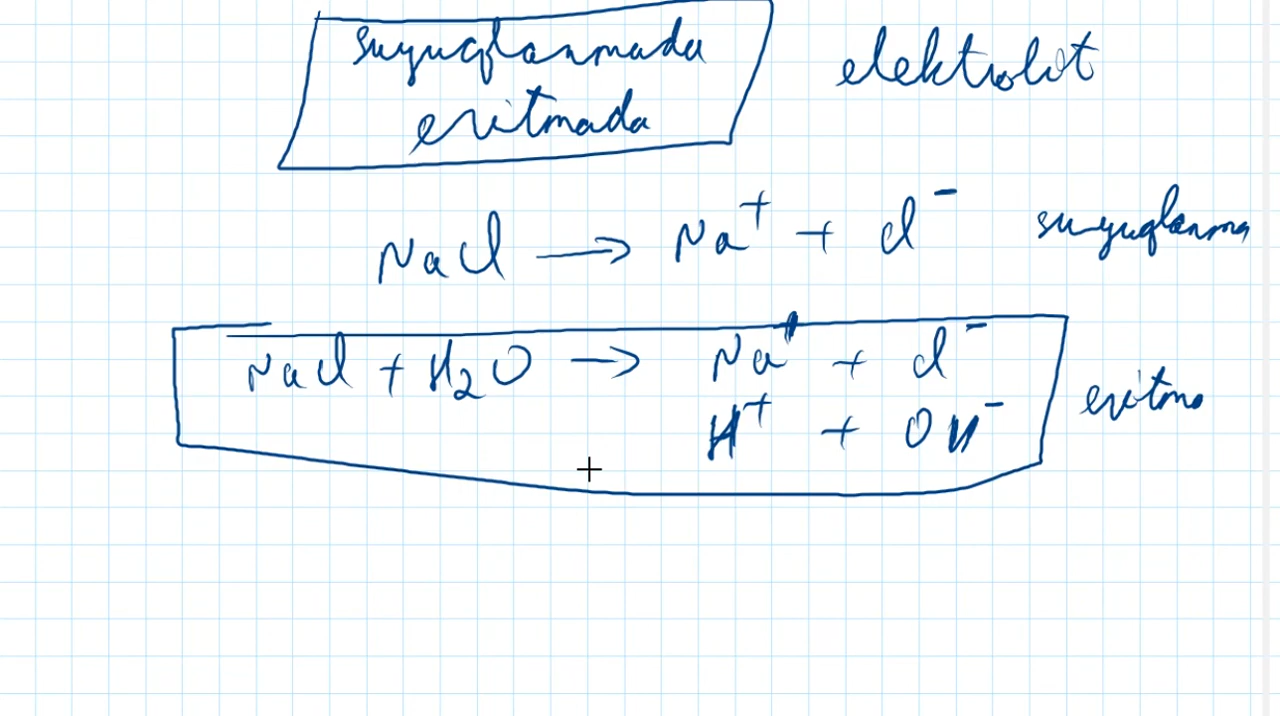 suyuqlanmada
eritmada
elektrolit
NaCl → Na⁺ + Cl⁻ suyuqlanma
NaCl + H₂O → Na⁺ + Cl⁻
H⁺ + OH⁻
eritma